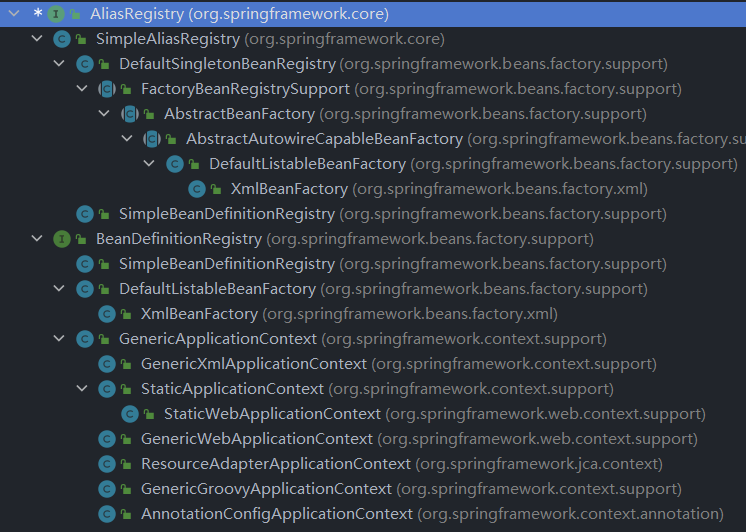 * I AliasRegistry (org.springframework.core)
C SimpleAliasRegistry (org.springframework.core)
C DefaultSingletonBeanRegistry (org.springframework.beans.factory.support)
C FactoryBeanRegistrySupport (org.springframework.beans.factory.support)
C AbstractBeanFactory (org.springframework.beans.factory.support)
C AbstractAutowireCapableBeanFactory (org.springframework.beans.factory.su
C DefaultListableBeanFactory (org.springframework.beans.factory.support)
C XmlBeanFactory (org.springframework.beans.factory.xml)
C SimpleBeanDefinitionRegistry (org.springframework.beans.factory.support)
I BeanDefinitionRegistry (org.springframework.beans.factory.support)
C SimpleBeanDefinitionRegistry (org.springframework.beans.factory.support)
C DefaultListableBeanFactory (org.springframework.beans.factory.support)
C XmlBeanFactory (org.springframework.beans.factory.xml)
C GenericApplicationContext (org.springframework.context.support)
C GenericXmlApplicationContext (org.springframework.context.support)
C StaticApplicationContext (org.springframework.context.support)
C StaticWebApplicationContext (org.springframework.web.context.support)
C GenericWebApplicationContext (org.springframework.web.context.support)
C ResourceAdapterApplicationContext (org.springframework.jca.context)
C GenericGroovyApplicationContext (org.springframework.context.support)
C AnnotationConfigApplicationContext (org.springframework.context.annotation)